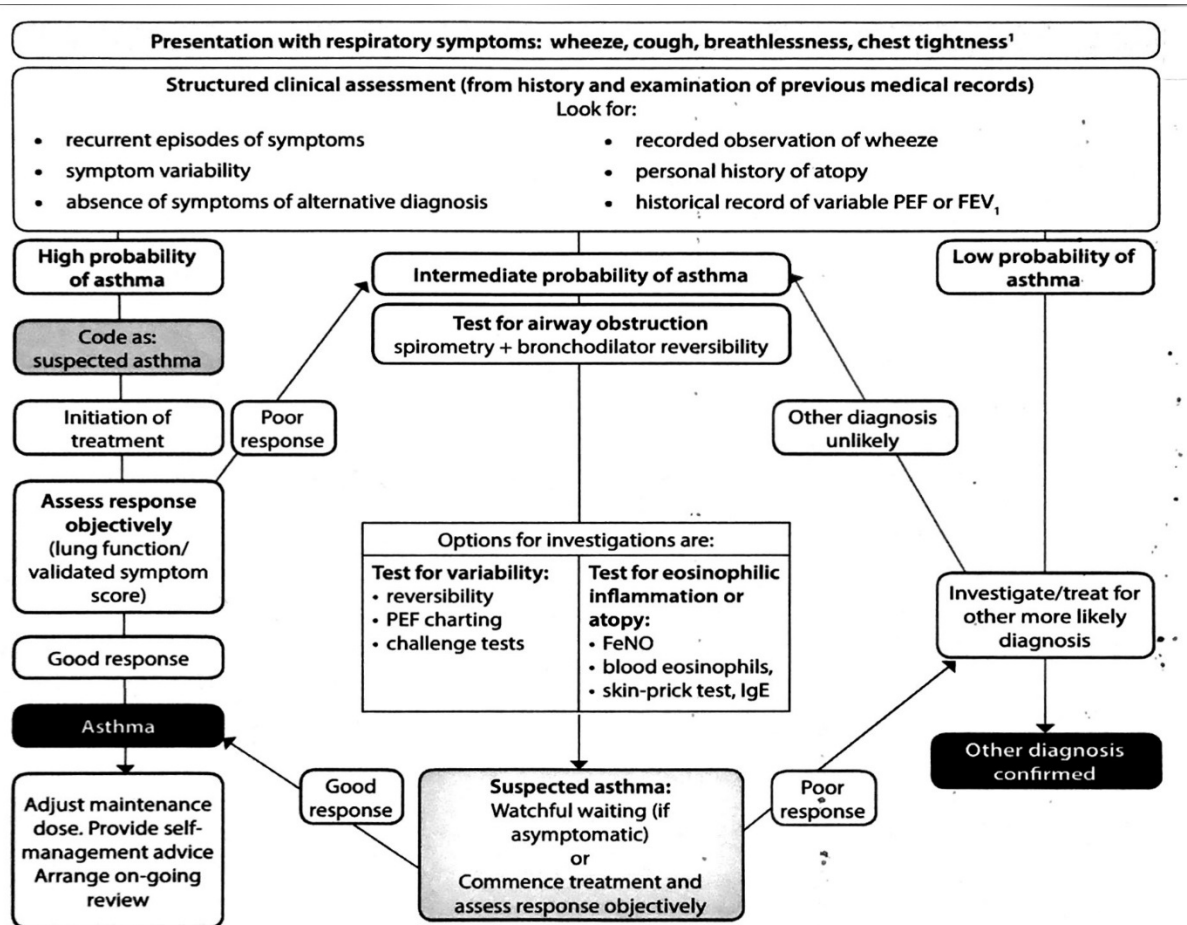 Presentation with respiratory symptoms: wheeze, cough, breathlessness, chest tightness¹
Structured clinical assessment (from history and examination of previous medical records)
Look for:
• recurrent episodes of symptoms
• symptom variability
• absence of symptoms of alternative diagnosis
• recorded observation of wheeze
• personal history of atopy
• historical record of variable PEF or FEV₁
High probability
of asthma
Code as:
suspected asthma
Initiation of
treatment
Assess response
objectively
(lung function/
validated symptom
score)
Good response
Asthma
Adjust maintenance
dose. Provide self-
management advice
Arrange on-going
review
Poor
response
Intermediate probability of asthma
Test for airway obstruction
spirometry + bronchodilator reversibility
Options for investigations are:
Test for variability:
• reversibility
• PEF charting
• challenge tests
Test for eosinophilic
inflammation or
atopy:
• FeNO
• blood eosinophils,
• skin-prick test, IgE
Good
response
Suspected asthma:
Watchful waiting (if
asymptomatic)
or
Commence treatment and
assess response objectively
Poor
response
Low probability of
asthma
Other diagnosis
unlikely
Investigate/treat for
other more likely
diagnosis
Other diagnosis
confirmed